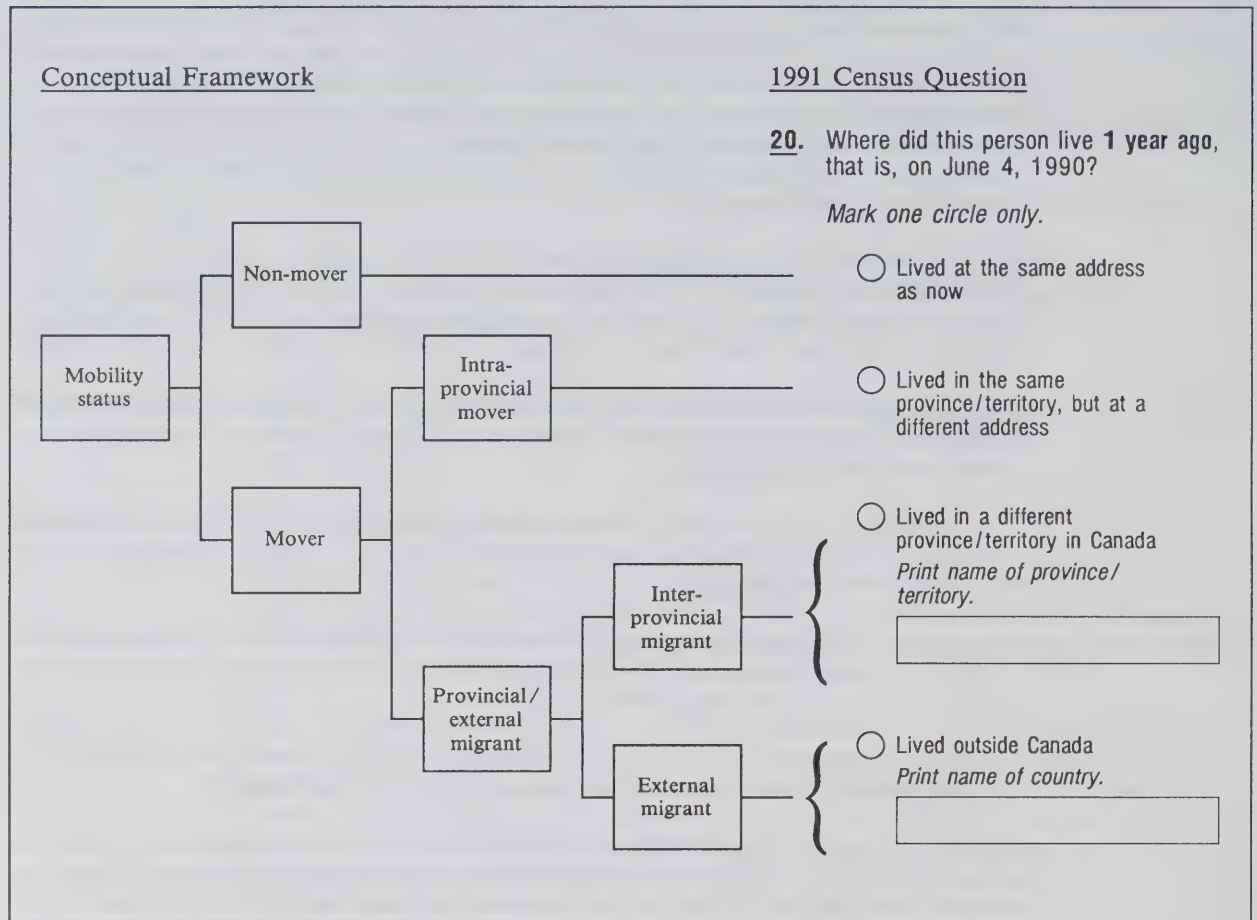 Conceptual Framework
1991 Census Question
20. Where did this person live 1 year ago,
that is, on June 4, 1990?
Mark one circle only.
Non-mover
Lived at the same address
as now
Mobility
status
Intra-
provincial
mover
Lived in the same
province/territory, but at a
different address
Mover
Lived in a different
province/territory in Canada
Print name of province/
territory.
Inter-
provincial
migrant
Provincial/
external
migrant
Lived outside Canada
Print name of country.
External
migrant